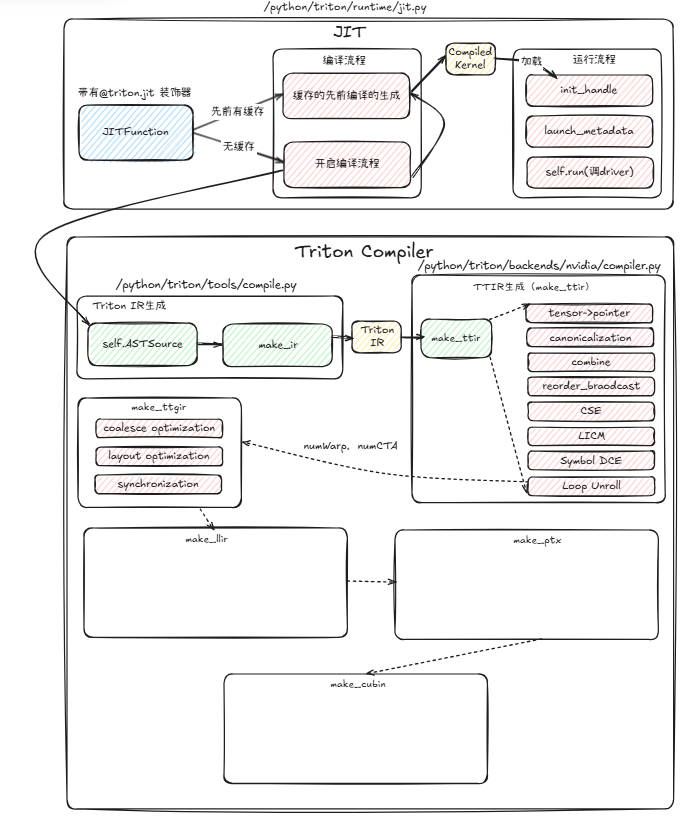 /python/triton/runtime/jit.py
JIT
编译流程
Compiled
Kernel
加载
运行流程
带有@triton.jit 装饰器
JITFunction
先前有缓存
无缓存
缓存的先前编译的生成
开启编译流程
init_handle
launch_metadata
self.run(调driver)
Triton Compiler
/python/triton/tools/compile.py
/python/triton/backends/nvidia/compiler.py
Triton IR生成
self.ASTSource
make_ir
Triton
IR
TTIR生成（make_ttir）
make_ttir
tensor->pointer
canonicalization
combine
reorder_braodcast
CSE
LICM
Symbol DCE
Loop Unroll
make_ttgir
coalesce optimization
layout optimization
synchronization
numWarp，numCTA
make_llir
make_ptx
make_cubin